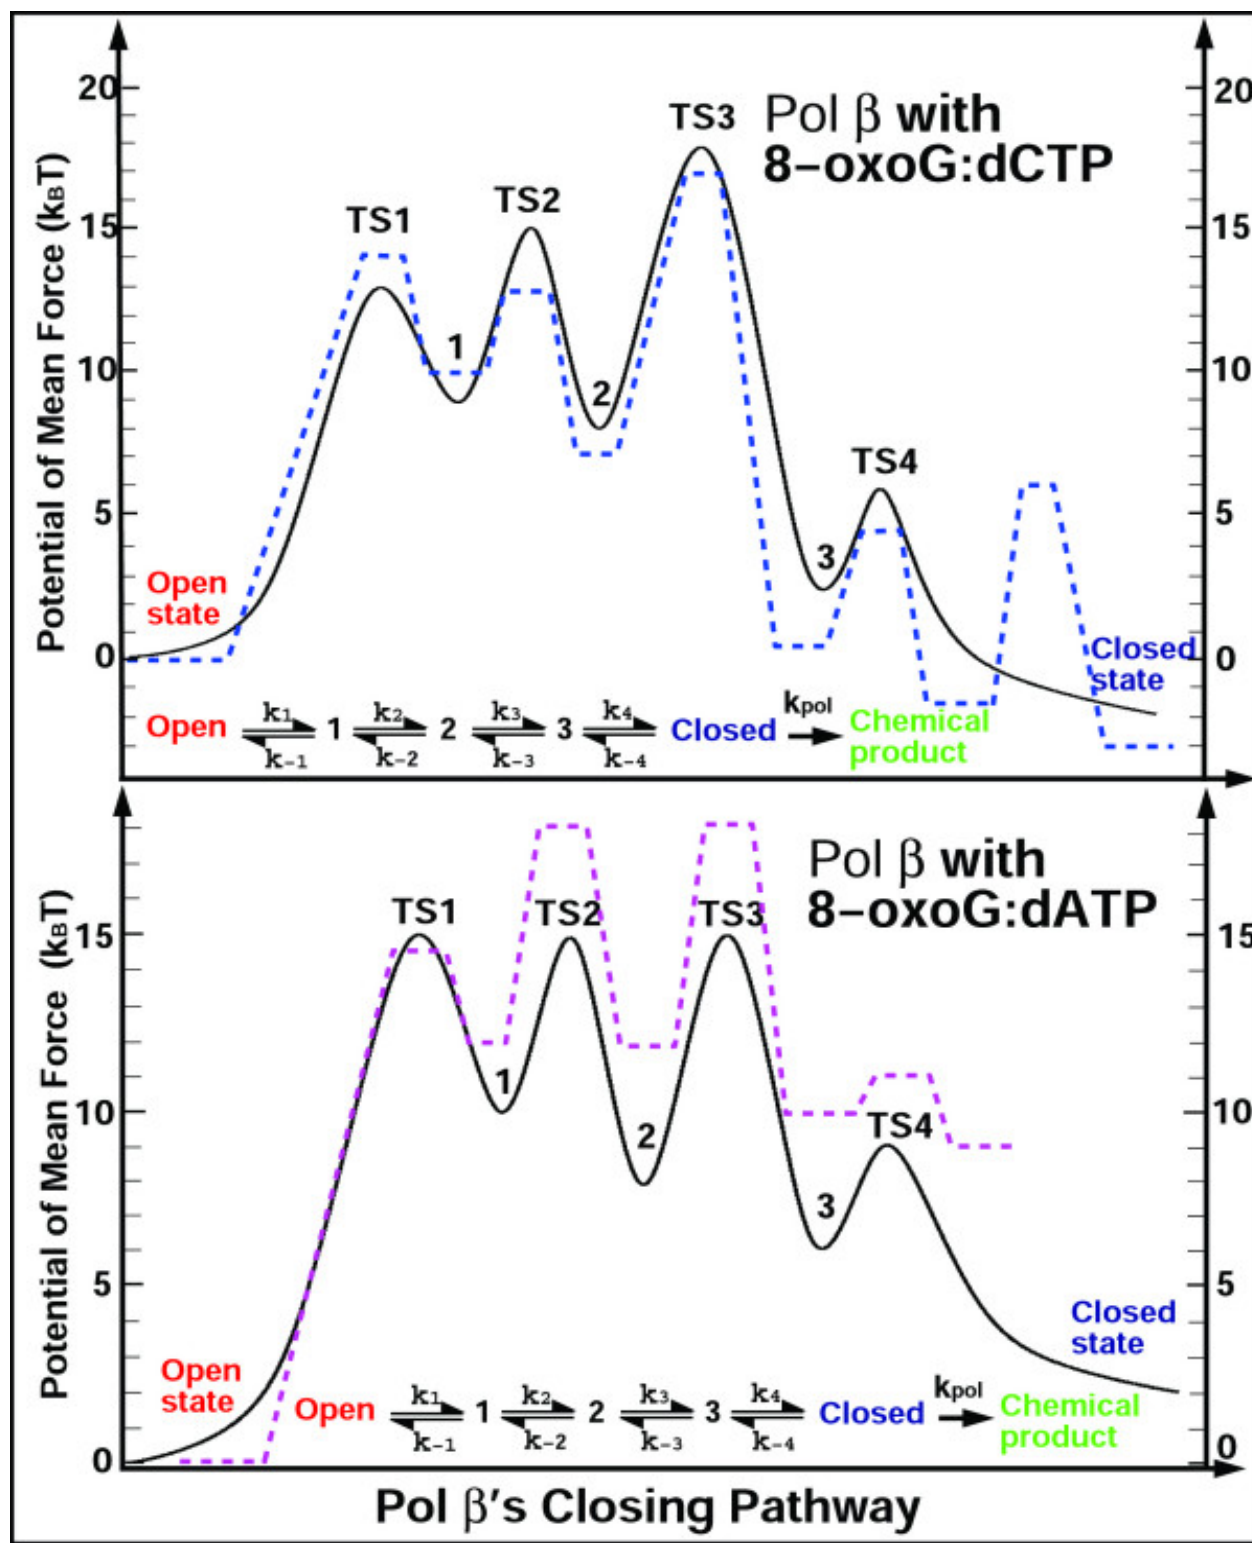 Potential of Mean Force (kBT)
20
15
10
5
0
20
15
10
5
0
Pol β with
8–oxoG:dCTP
TS1
TS2
TS3
TS4
1
2
3
Open
state
Closed
state
Open k1 k-1 1 k2 k-2 2 k3 k-3 3 k4 k-4 Closed kpol Chemical
product
Potential of Mean Force (kBT)
15
10
5
0
15
10
5
0
Pol β with
8–oxoG:dATP
TS1
TS2
TS3
TS4
1
2
3
Open
state
Closed
state
Open k1 k-1 1 k2 k-2 2 k3 k-3 3 k4 k-4 Closed kpol Chemical
product
Pol β's Closing Pathway